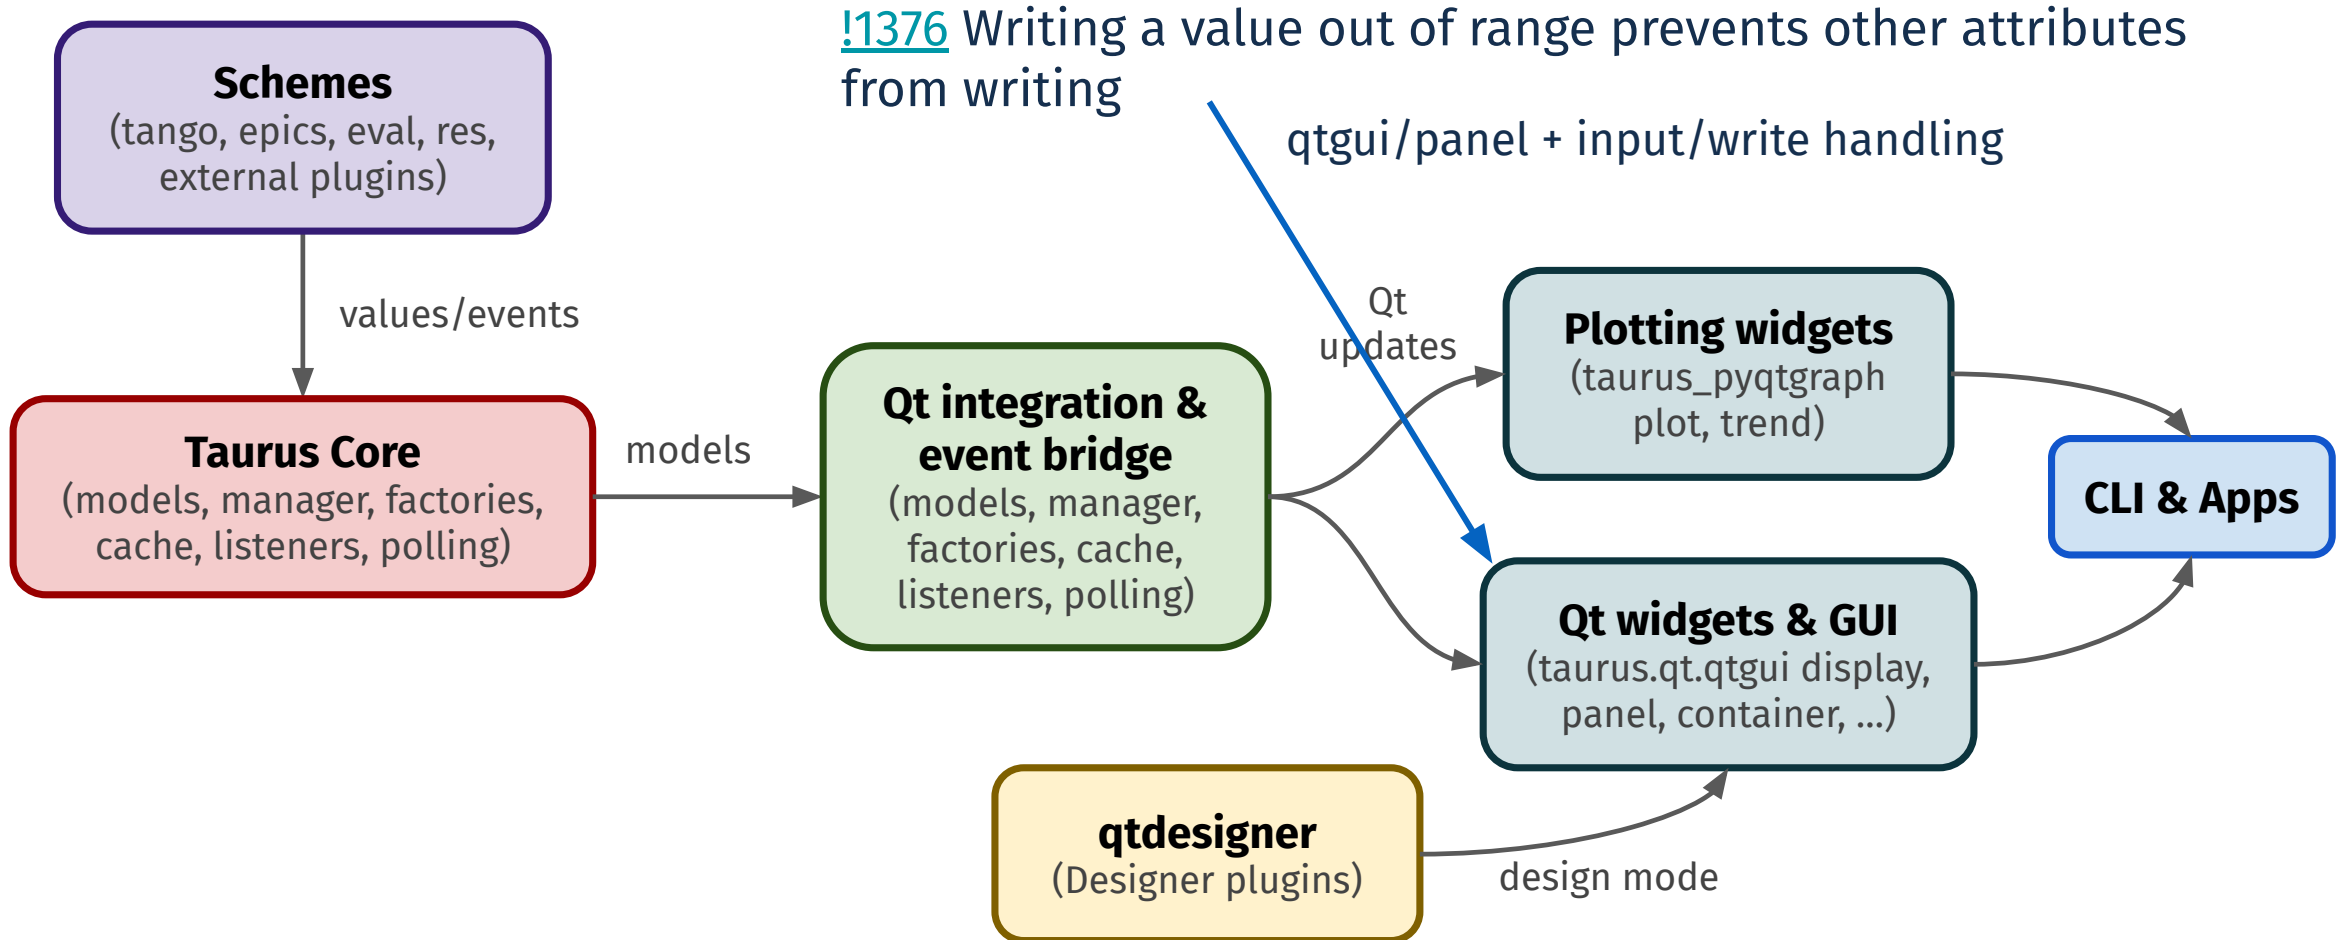 !1376 Writing a value out of range prevents other attributes
from writing
qtgui/panel + input/write handling
Schemes
(tango, epics, eval, res,
external plugins)
values/events
Taurus Core
(models, manager, factories,
cache, listeners, polling)
models
Qt integration &
event bridge
(models, manager,
factories, cache,
listeners, polling)
Qt
updates
Plotting widgets
(taurus_pyqtgraph
plot, trend)
CLI & Apps
Qt widgets & GUI
(taurus.qt.qtgui display,
panel, container, ...)
qtdesigner
(Designer plugins)
design mode